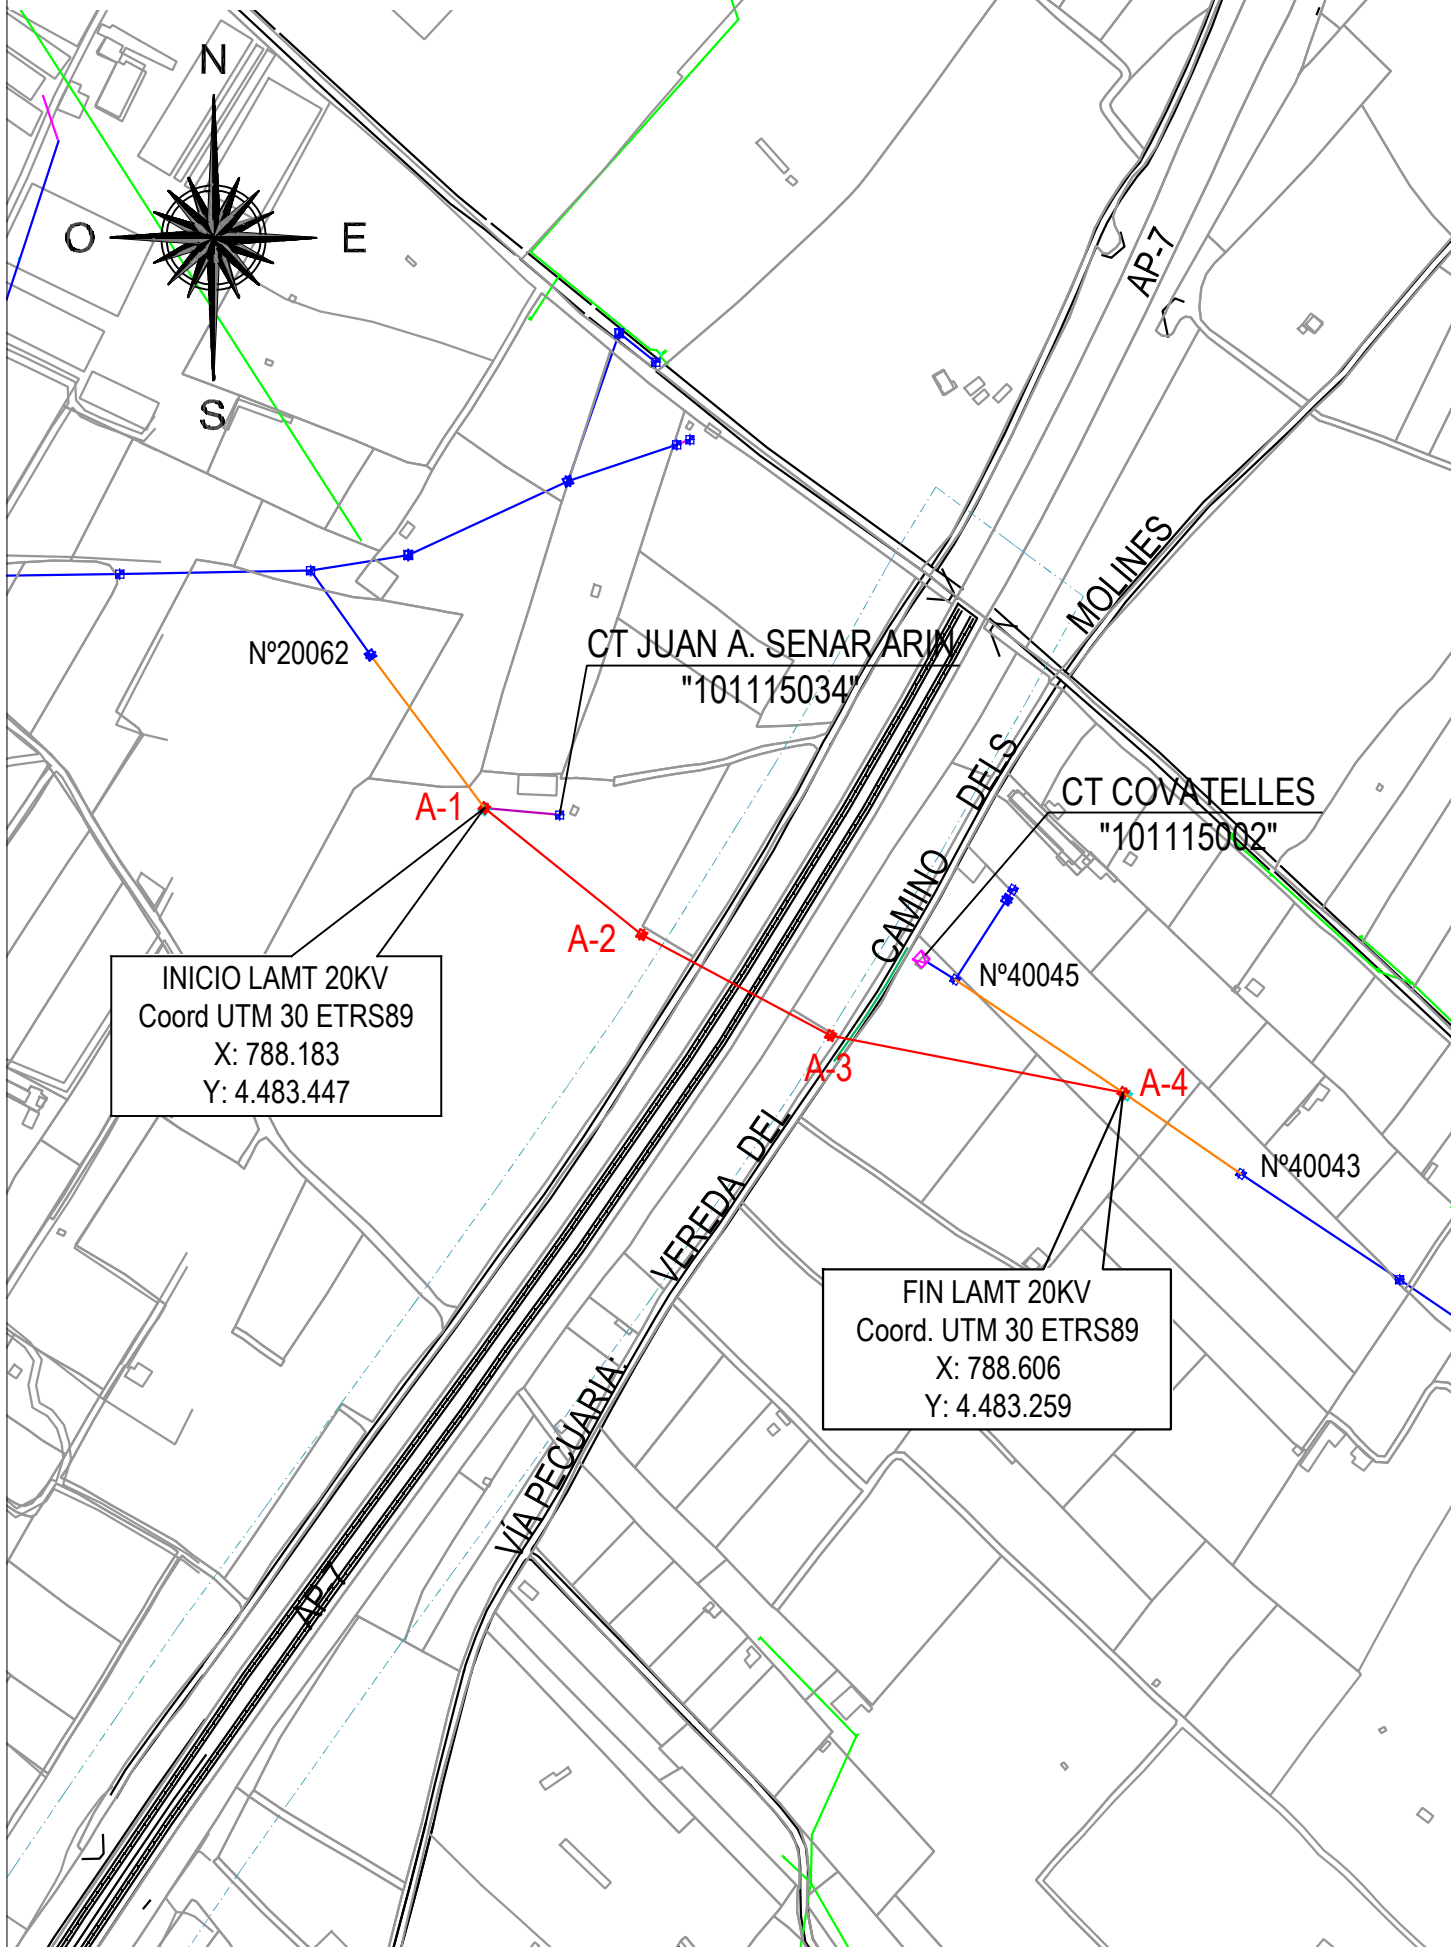 N
O
E
S
AP-7
MOLINES
Nº20062
CT JUAN A. SENAR ARIN
"101115034"
DELS
CT COVATELLES
"101115002"
A-1
CAMINO
A-2
Nº40045
INICIO LAMT 20KV
Coord UTM 30 ETRS89
X: 788.183
Y: 4.483.447
A-3
A-4
DEL
Nº40043
VEREDA
FIN LAMT 20KV
Coord. UTM 30 ETRS89
X: 788.606
Y: 4.483.259
VÍA PECUARIA:
AP-7